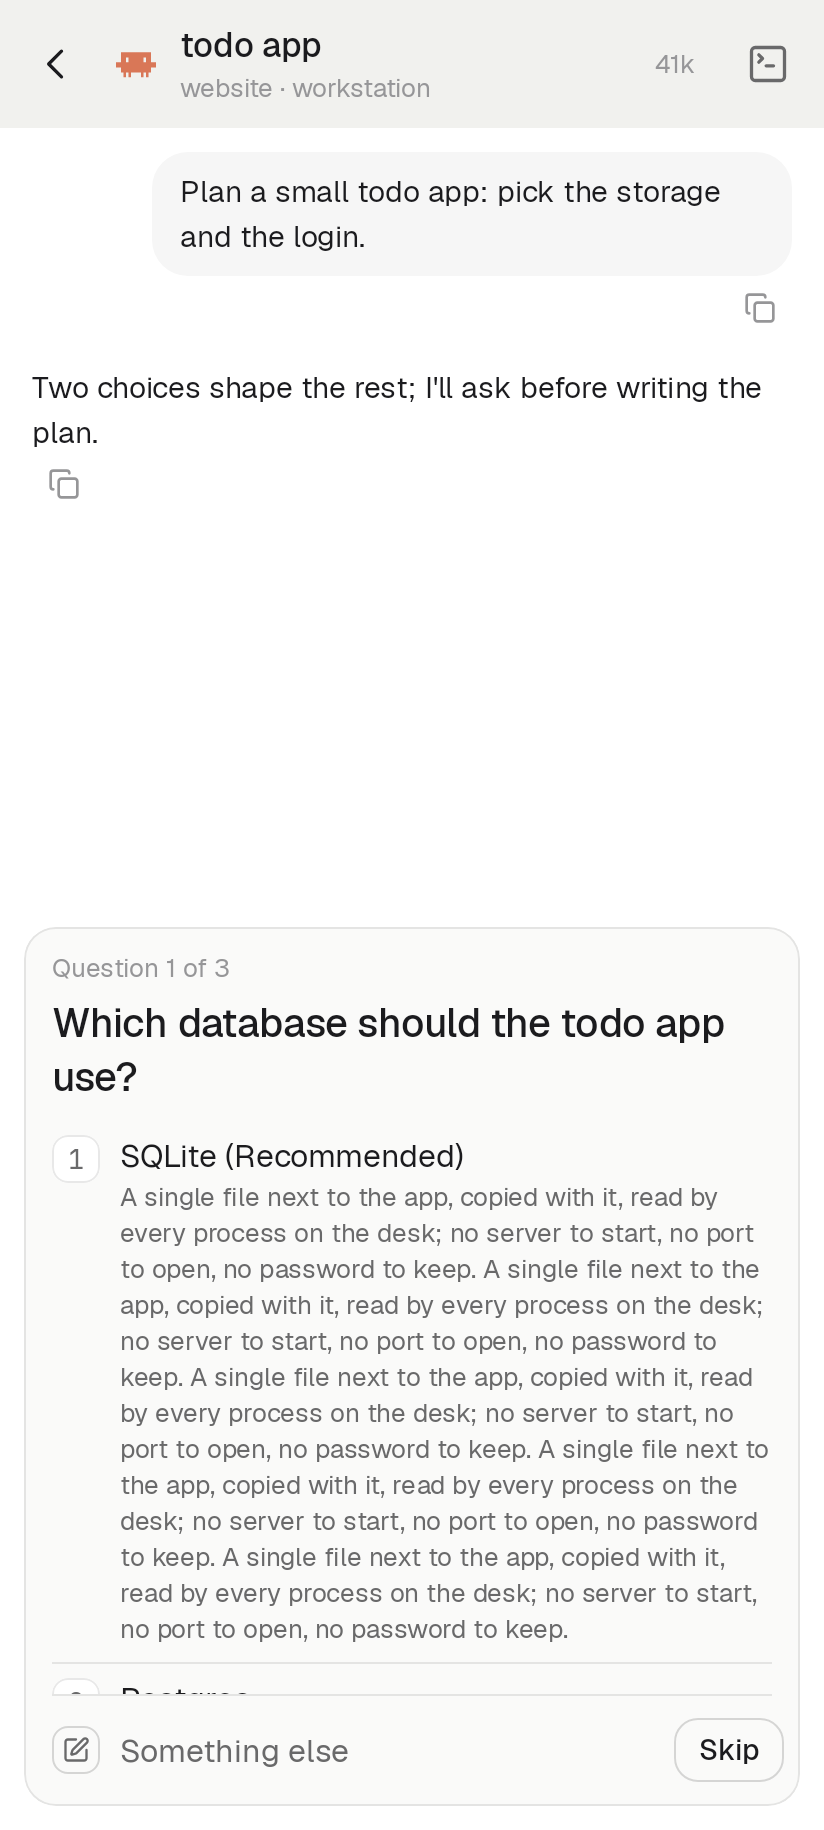 todo app
website · workstation
41k
Plan a small todo app: pick the storage
and the login.
Two choices shape the rest; I'll ask before writing the
plan.
Question 1 of 3
Which database should the todo app
use?
1
SQLite (Recommended)
A single file next to the app, copied with it, read by
every process on the desk; no server to start, no port
to open, no password to keep. A single file next to the
app, copied with it, read by every process on the desk;
no server to start, no port to open, no password to
keep. A single file next to the app, copied with it, read
by every process on the desk; no server to start, no
port to open, no password to keep. A single file next to
the app, copied with it, read by every process on the
desk; no server to start, no port to open, no password
to keep. A single file next to the app, copied with it,
read by every process on the desk; no server to start,
no port to open, no password to keep.
Something else
Skip